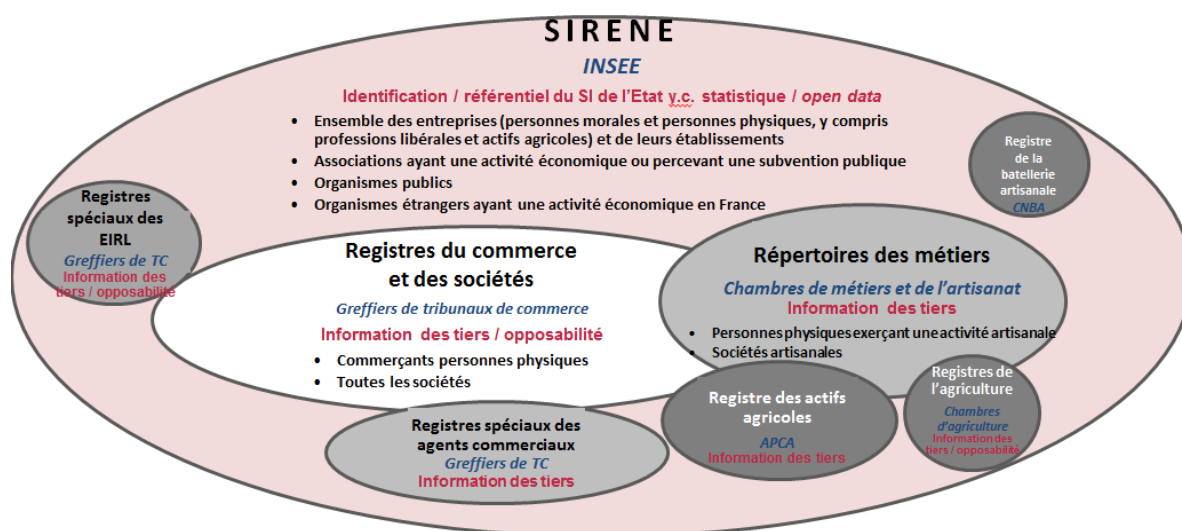 SIRENE
INSEE
Identification / référentiel du SI de l'Etat y.c. statistique / open data
• Ensemble des entreprises (personnes morales et personnes physiques, y compris
professions libérales et actifs agricoles) et de leurs établissements
• Associations ayant une activité économique ou percevant une subvention publique
• Organismes publics
• Organismes étrangers ayant une activité économique en France
Registre
de la
batellerie
artisanale
CNBA
Registres
spéciaux des
EIRL
Greffiers de TC
Information des
tiers / opposabilité
Registres du commerce
et des sociétés
Greffiers de tribunaux de commerce
Information des tiers / opposabilité
• Commerçants personnes physiques
• Toutes les sociétés
Répertoires des métiers
Chambres de métiers et de l'artisanat
Information des tiers
• Personnes physiques exerçant une activité artisanale
• Sociétés artisanales
Registres spéciaux des
agents commerciaux
Greffiers de TC
Information des tiers
Registre des actifs
agricoles
APCA
Information des tiers
Registres de
l'agriculture
Chambres
d'agriculture
Information des
tiers / opposabilité